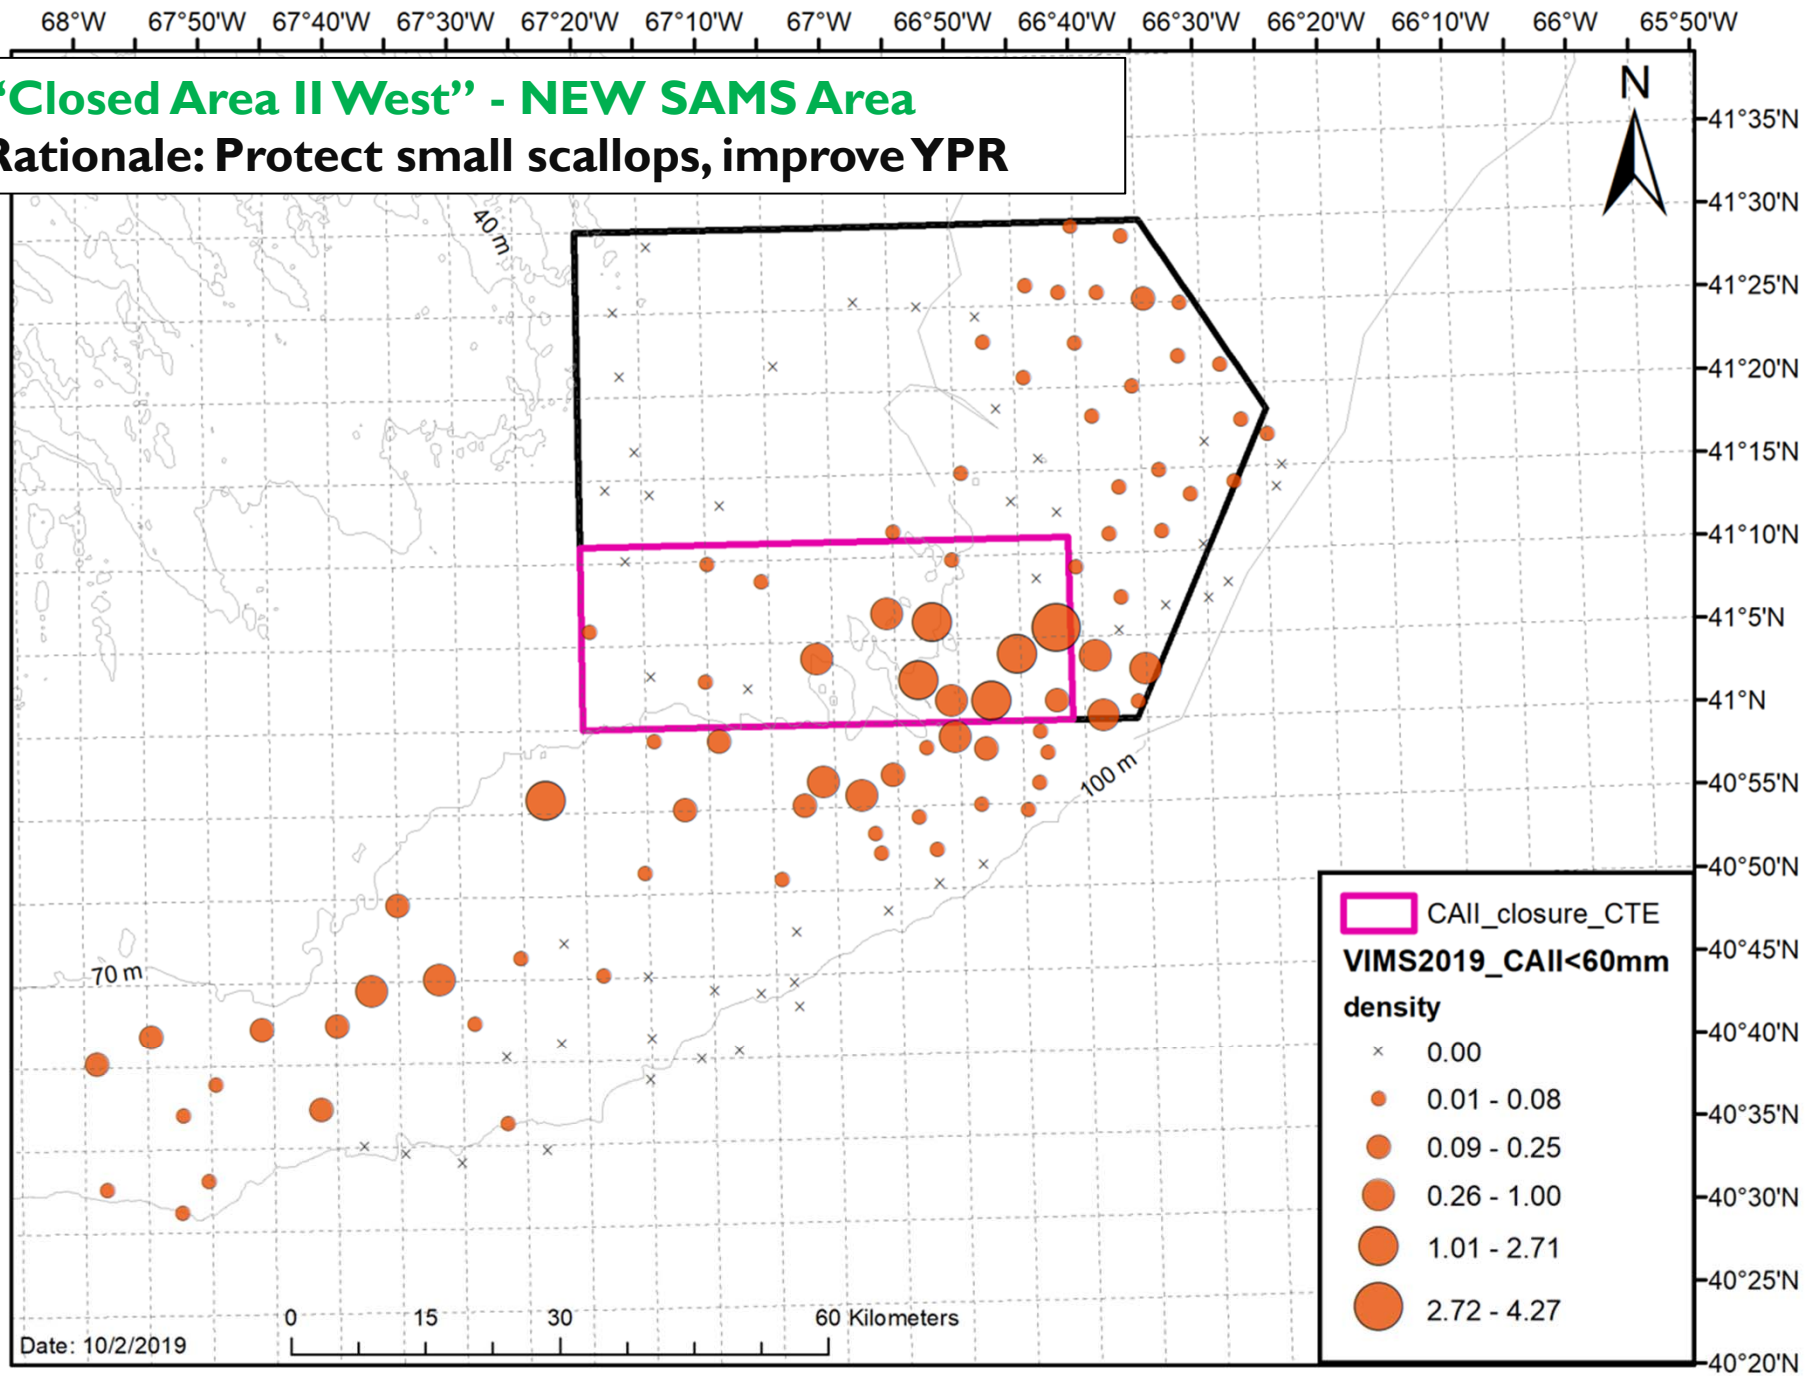 68°W 67°50'W 67°40'W 67°30'W 67°20'W 67°10'W 67°W 66°50'W 66°40'W 66°30'W 66°20'W 66°10'W 66°W 65°50'W
“Closed Area II West” - NEW SAMS Area
Rationale: Protect small scallops, improve YPR
N
41°35'N
41°30'N
41°25'N
41°20'N
41°15'N
41°10'N
41°5'N
41°N
40°55'N
40°50'N
40°45'N
40°40'N
40°35'N
40°30'N
40°25'N
40°20'N
40 m
100 m
70 m
CAII_closure_CTE
VIMS2019_CAII<60mm
density
0.00
0.01 - 0.08
0.09 - 0.25
0.26 - 1.00
1.01 - 2.71
2.72 - 4.27
0 15 30 60 Kilometers
Date: 10/2/2019